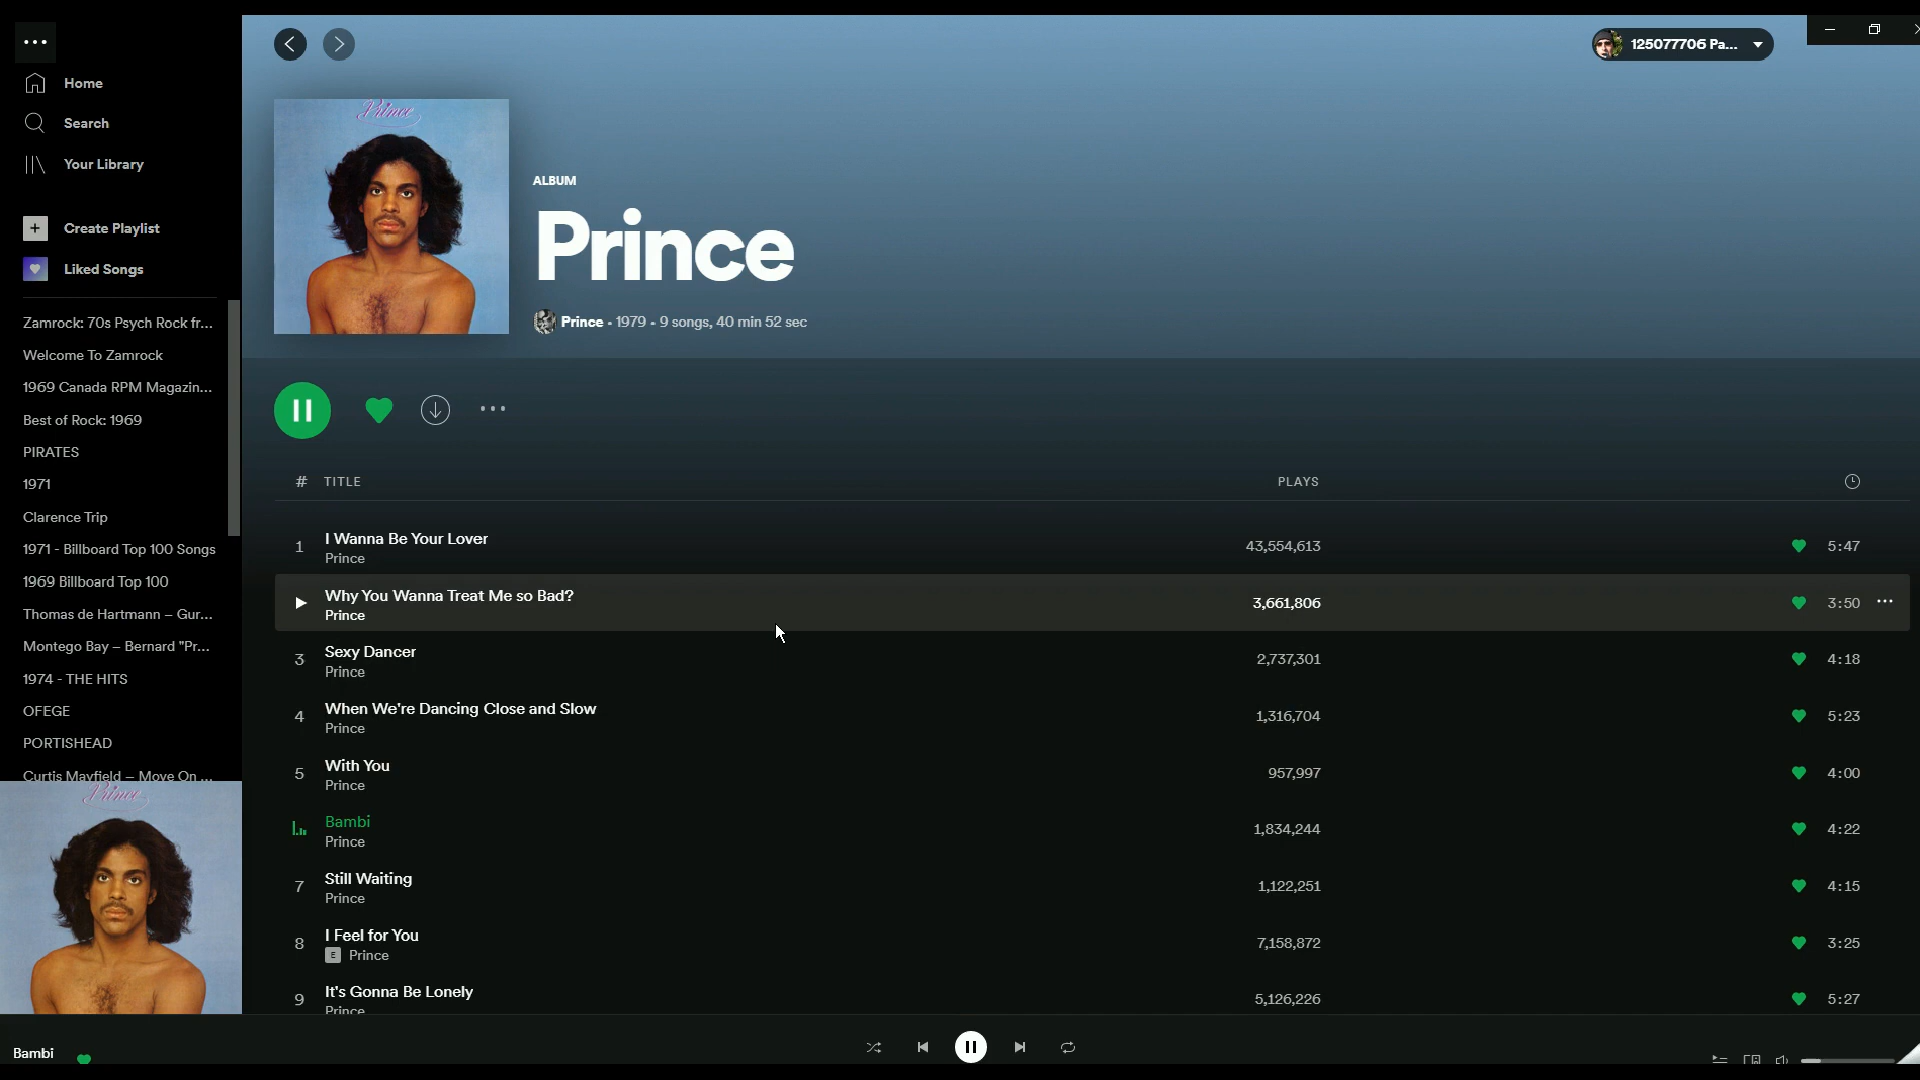 125077706 Pa...
Home
Search
Your Library
Create Playlist
Liked Songs
Zamrock: 70s Psych Rock fr...
Welcome To Zamrock
1969 Canada RPM Magazin...
Best of Rock: 1969
PIRATES
1971
Clarence Trip
1971 - Billboard Top 100 Songs
1969 Billboard Top 100
Thomas de Hartmann – Gur...
Montego Bay – Bernard "Pr...
1974 - THE HITS
OFEGE
PORTISHEAD
Curtis Mayfield – Move On ...
Prince
Prince
ALBUM
Prince
Prince • 1979 • 9 songs, 40 min 52 sec
# TITLE PLAYS
1 I Wanna Be Your Lover 43,554,613 5:47
Prince
Why You Wanna Treat Me so Bad? 3,661,806 3:50
Prince
3 Sexy Dancer 2,737,301 4:18
Prince
4 When We're Dancing Close and Slow 1,316,704 5:23
Prince
5 With You 957,997 4:00
Prince
Bambi 1,834,244 4:22
Prince
7 Still Waiting 1,122,251 4:15
Prince
8 I Feel for You 7,158,872 3:25
E Prince
9 It's Gonna Be Lonely 5,126,226 5:27
Prince
Bambi